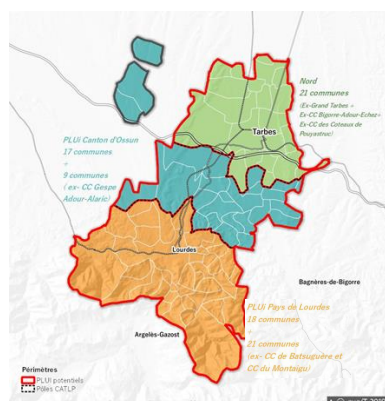 Nord
21 communes
(Ex-Grand Tarbes +
Ex-CC Bigorre-Adour-Echez+
Ex-CC des Coteaux de
Pouyastruc)
Tarbes
PLUi Canton d'Ossun
17 communes
+
9 communes
( ex- CC Gespe
Adour-Alaric)
Lourdes
Bagnères-de-Bigorre
PLUi Pays de Lourdes
18 communes
+
21 communes
(ex- CC de Batsuguère et
CC du Montaigu)
Argelès-Gazost
Périmètres
PLUI potentiels
Pôles CATLP